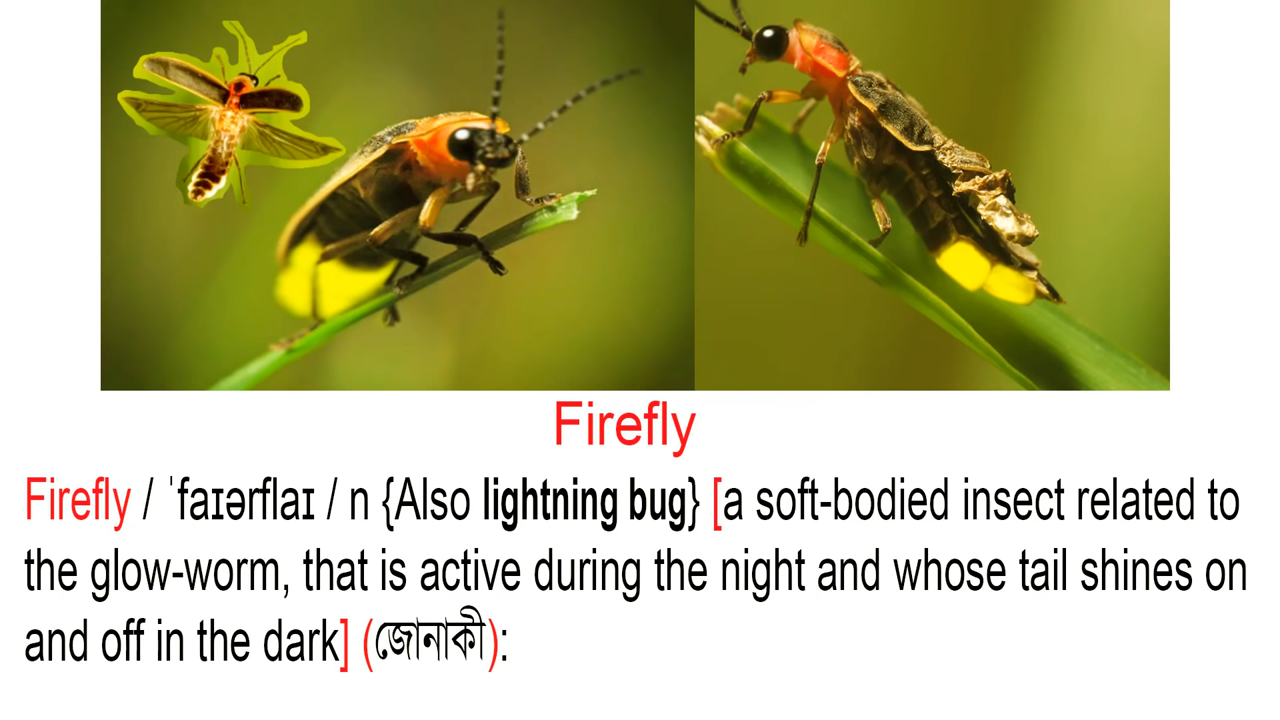 Firefly
Firefly / ˈfaɪərflaɪ / n {Also lightning bug} [a soft-bodied insect related to
the glow-worm, that is active during the night and whose tail shines on
and off in the dark] (জোনাকী):